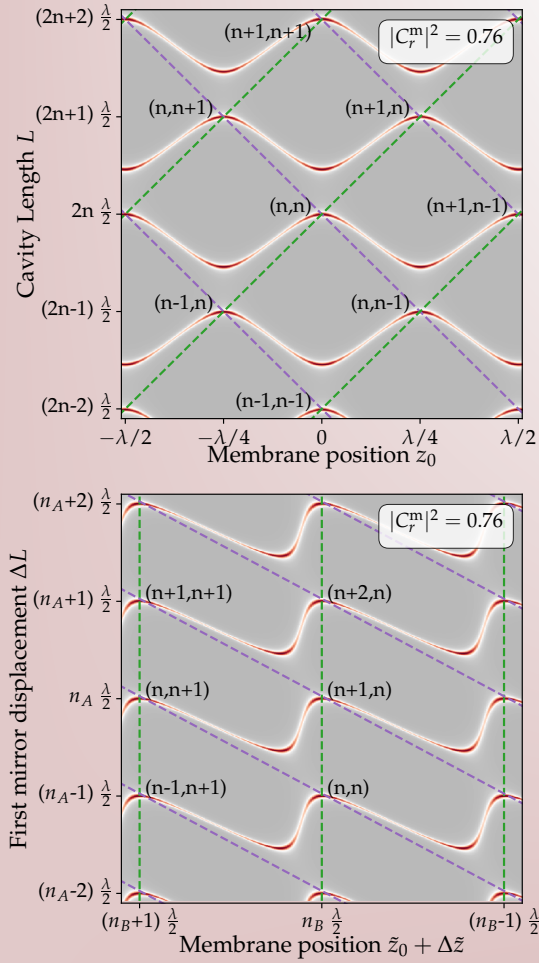 (2n+2) λ/2
(n+1,n+1)
|C_r^m|² = 0.76
(2n+1) λ/2
(n,n+1)
(n+1,n)
Cavity Length L
2n λ/2
(n,n)
(n+1,n-1)
(2n-1) λ/2
(n-1,n)
(n,n-1)
(2n-2) λ/2
(n-1,n-1)
−λ/2 −λ/4 0 λ/4 λ/2
Membrane position z₀
(n_A+2) λ/2
|C_r^m|² = 0.76
(n_A+1) λ/2
(n+1,n+1)
(n+2,n)
First mirror displacement ΔL
n_A λ/2
(n,n+1)
(n+1,n)
(n_A-1) λ/2
(n-1,n+1)
(n,n)
(n_A-2) λ/2
(n_B+1) λ/2 n_B λ/2 (n_B-1) λ/2
Membrane position z̃₀ + Δz̃